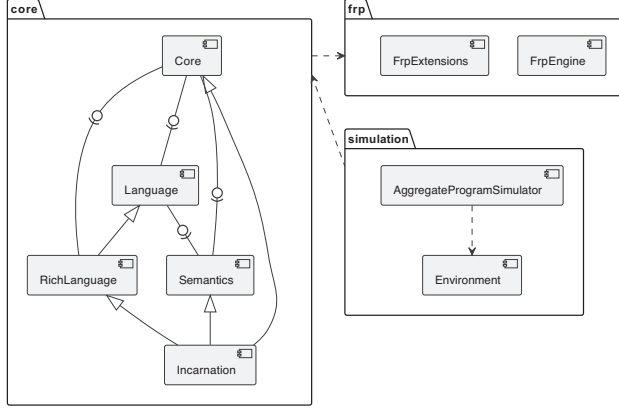 core
Core
Language
RichLanguage
Semantics
Incarnation
frp
FrpExtensions
FrpEngine
simulation
AggregateProgramSimulator
Environment